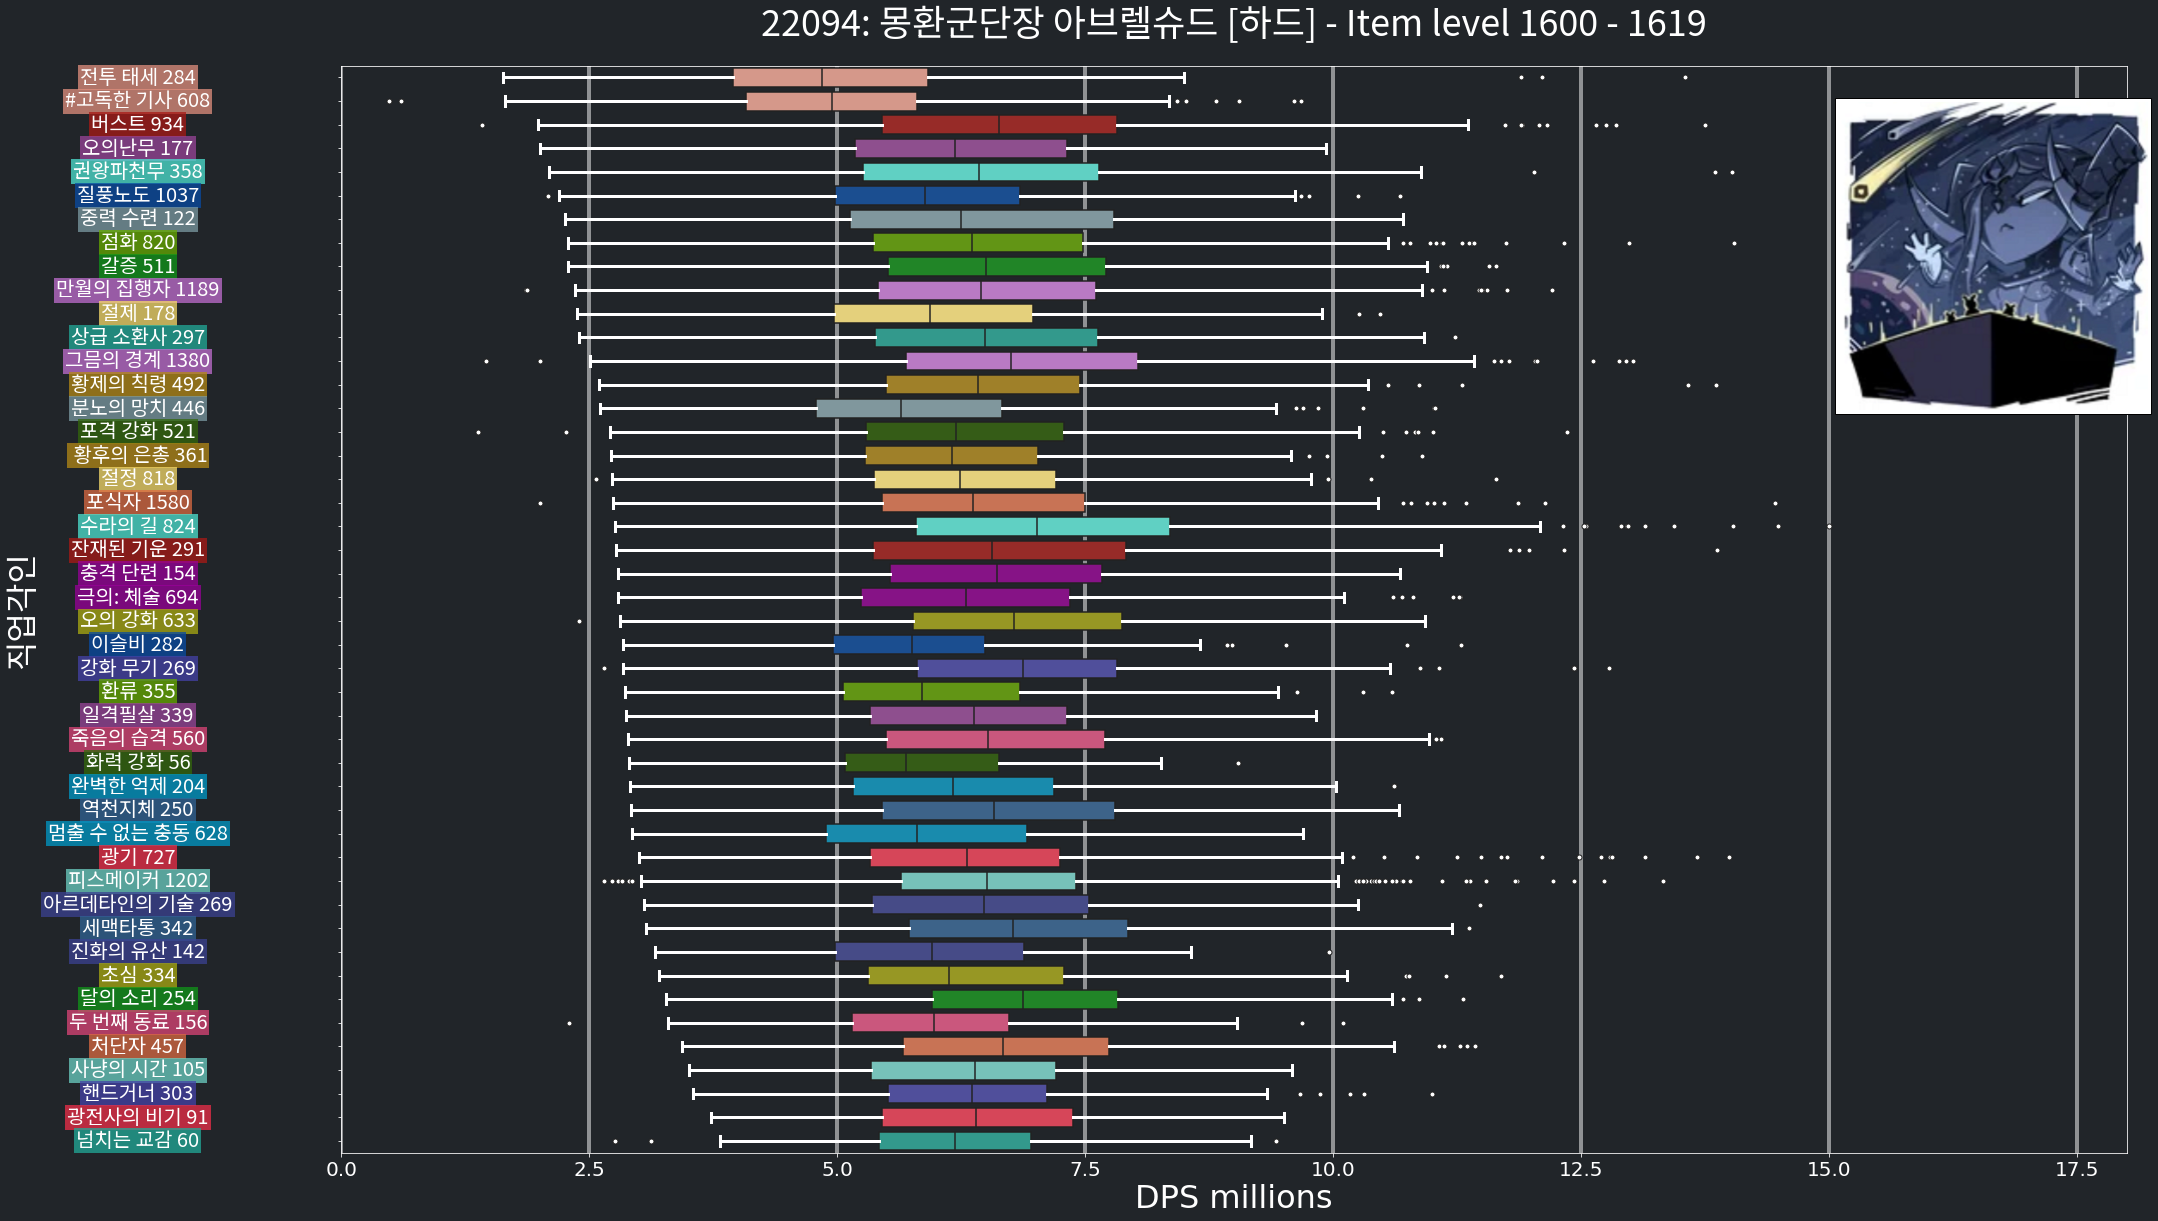 22094: 몽환군단장 아브렐슈드 [하드] - Item level 1600 - 1619
직업각인
전투 태세 284
#고독한 기사 608
버스트 934
오의난무 177
권왕파천무 358
질풍노도 1037
중력 수련 122
점화 820
갈증 511
만월의 집행자 1189
절제 178
상급 소환사 297
그믐의 경계 1380
황제의 칙령 492
분노의 망치 446
포격 강화 521
황후의 은총 361
절정 818
포식자 1580
수라의 길 824
잔재된 기운 291
충격 단련 154
극의: 체술 694
오의 강화 633
이슬비 282
강화 무기 269
환류 355
일격필살 339
죽음의 습격 560
화력 강화 56
완벽한 억제 204
역천지체 250
멈출 수 없는 충동 628
광기 727
피스메이커 1202
아르데타인의 기술 269
세맥타통 342
진화의 유산 142
초심 334
달의 소리 254
두 번째 동료 156
처단자 457
사냥의 시간 105
핸드거너 303
광전사의 비기 91
넘치는 교감 60
0.0 2.5 5.0 7.5 10.0 12.5 15.0 17.5
DPS millions